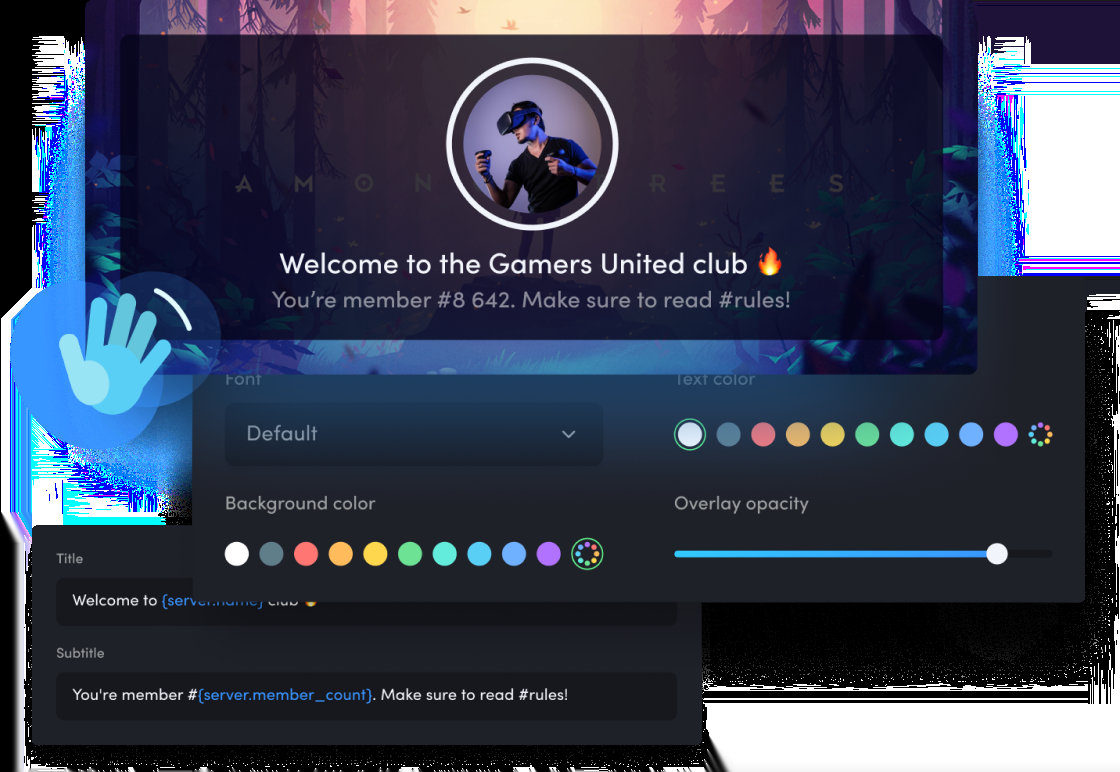 AMON REES
Welcome to the Gamers United club 🔥
You’re member #8 642. Make sure to read #rules!
Font
Text color
Default
Background color
Overlay opacity
Title
Welcome to {server.name} club 🔥
Subtitle
You're member #{server.member_count}. Make sure to read #rules!